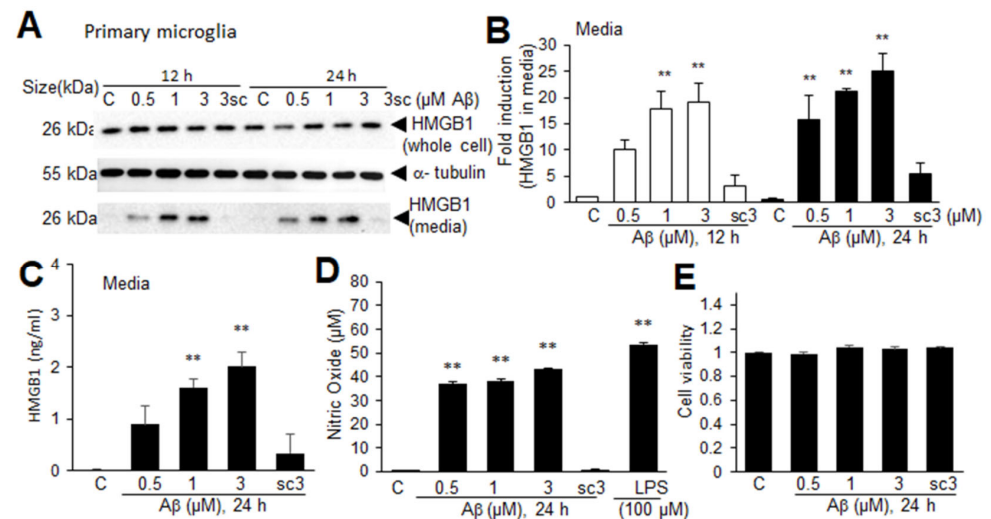 A Primary microglia
12 h 24 h
Size(kDa) C 0.5 1 3 3sc C 0.5 1 3 3sc (μM Aβ)
26 kDa HMGB1
(whole cell)
55 kDa α- tubulin
26 kDa HMGB1
(media)
B Media
Fold induction
(HMGB1 in media)
30
25
20
15
10
5
0
** ** ** ** **
C 0.5 1 3 sc3 C 0.5 1 3 sc3 (μM)
Aβ (μM), 12 h Aβ (μM), 24 h
C Media
HMGB1 (ng/ml)
4
3
2
1
0
** **
C 0.5 1 3 sc3
Aβ (μM), 24 h
D
Nitric Oxide (μM)
80
70
60
50
40
30
20
10
0
** ** ** **
C 0.5 1 3 sc3 LPS
Aβ (μM), 24 h (100 μM)
E
Cell viability
1.4
1.2
1
0.8
0.6
0.4
0.2
0
C 0.5 1 3 sc3
Aβ (μM), 24 h